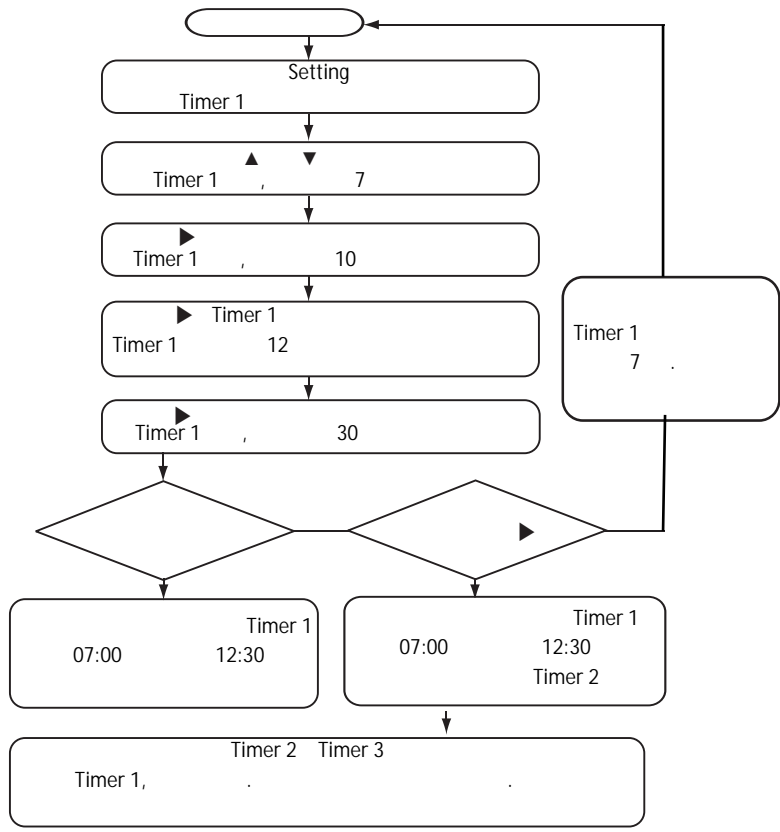 Setting
Timer 1
▲ ▼
Timer 1 , 7
▶
Timer 1 , 10
▶ Timer 1
Timer 1 12
▶
Timer 1 , 30
Timer 1
7 .
▶
Timer 1
07:00 12:30
Timer 1
07:00 12:30
Timer 2
Timer 2 Timer 3
Timer 1, . .